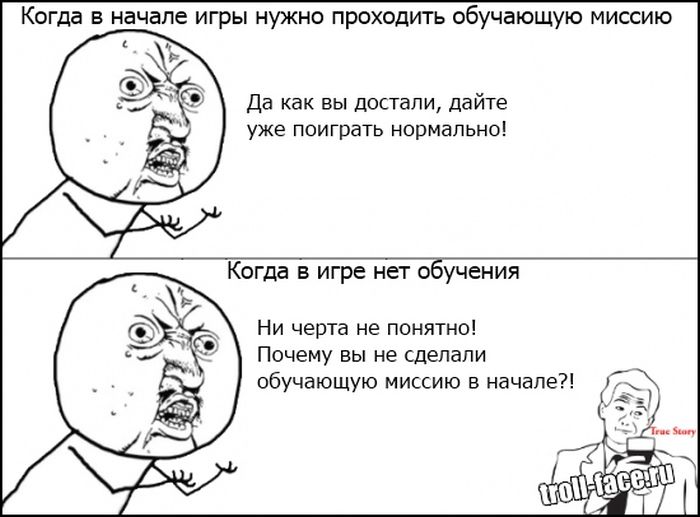 Когда в начале игры нужно проходить обучающую миссию
Да как вы достали, дайте
уже поиграть нормально!
Когда в игре нет обучения
Ни черта не понятно!
Почему вы не сделали
обучающую миссию в начале?!
True Story
troll-face.ru